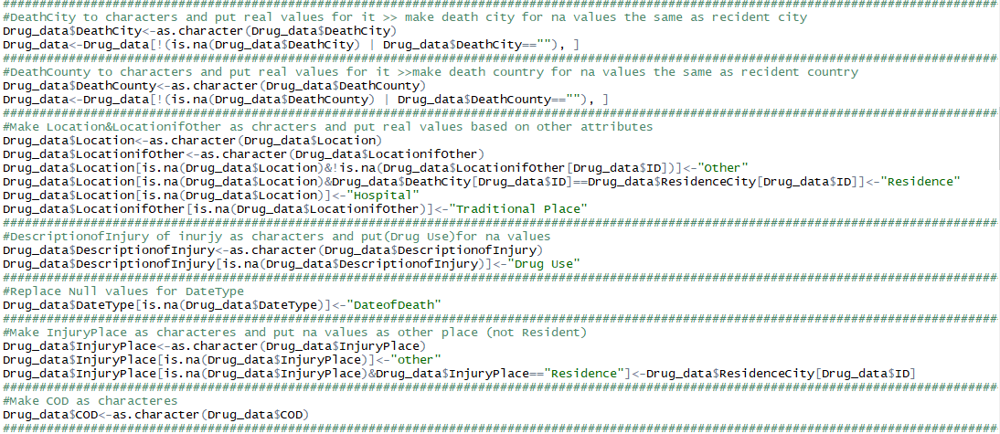 ################################################################################################################################
#DeathCity to characters and put real values for it >> make death city for na values the same as recident city
Drug_data$DeathCity<-as.character(Drug_data$DeathCity)
Drug_data<-Drug_data[!(is.na(Drug_data$DeathCity) | Drug_data$DeathCity==""), ]
################################################################################################################################
#DeathCounty to characters and put real values for it >>make death country for na values the same as recident country
Drug_data$DeathCounty<-as.character(Drug_data$DeathCounty)
Drug_data<-Drug_data[!(is.na(Drug_data$DeathCounty) | Drug_data$DeathCounty==""), ]
################################################################################################################################
#Make Location&LocationifOther as chracters and put real values based on other attributes
Drug_data$Location<-as.character(Drug_data$Location)
Drug_data$LocationifOther<-as.character(Drug_data$LocationifOther)
Drug_data$Location[is.na(Drug_data$Location)&!is.na(Drug_data$LocationifOther[Drug_data$ID])]<-"Other"
Drug_data$Location[is.na(Drug_data$Location)&Drug_data$DeathCity[Drug_data$ID]==Drug_data$ResidenceCity[Drug_data$ID]]<-"Residence"
Drug_data$Location[is.na(Drug_data$Location)]<-"Hospital"
Drug_data$LocationifOther[is.na(Drug_data$LocationifOther)]<-"Traditional Place"
################################################################################################################################
#DescriptionofInjury of inurjy as characters and put(Drug Use)for na values
Drug_data$DescriptionofInjury<-as.character(Drug_data$DescriptionofInjury)
Drug_data$DescriptionofInjury[is.na(Drug_data$DescriptionofInjury)]<-"Drug Use"
################################################################################################################################
#Replace Null values for DateType
Drug_data$DateType[is.na(Drug_data$DateType)]<-"DateofDeath"
################################################################################################################################
#Make InjuryPlace as characteres and put na values as other place (not Resident)
Drug_data$InjuryPlace<-as.character(Drug_data$InjuryPlace)
Drug_data$InjuryPlace[is.na(Drug_data$InjuryPlace)]<-"other"
Drug_data$InjuryPlace[is.na(Drug_data$InjuryPlace)&Drug_data$InjuryPlace=="Residence"]<-Drug_data$ResidenceCity[Drug_data$ID]
################################################################################################################################
#Make COD as characteres
Drug_data$COD<-as.character(Drug_data$COD)
################################################################################################################################